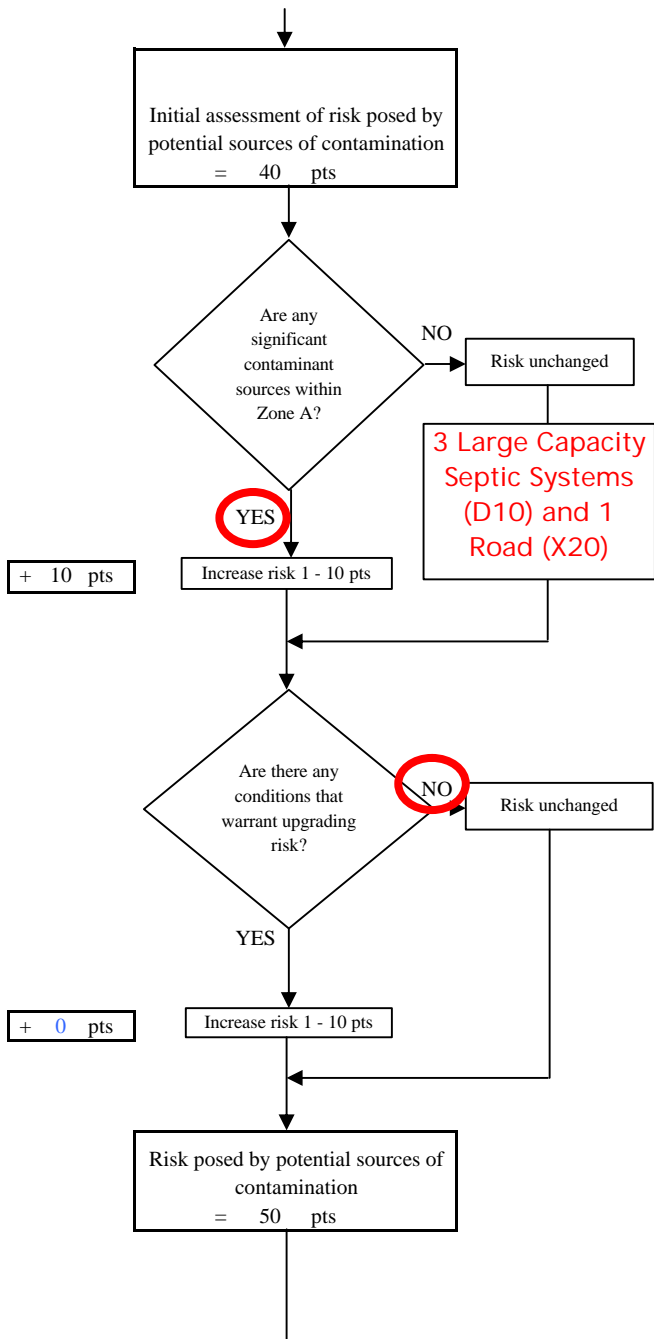 Initial assessment of risk posed by
potential sources of contamination
= 40 pts
Are any
significant
contaminant
sources within
Zone A?
NO
Risk unchanged
3 Large Capacity
Septic Systems
(D10) and 1
Road (X20)
YES
+ 10 pts
Increase risk 1 - 10 pts
Are there any
conditions that
warrant upgrading
risk?
NO
Risk unchanged
YES
+ 0 pts
Increase risk 1 - 10 pts
Risk posed by potential sources of
contamination
= 50 pts